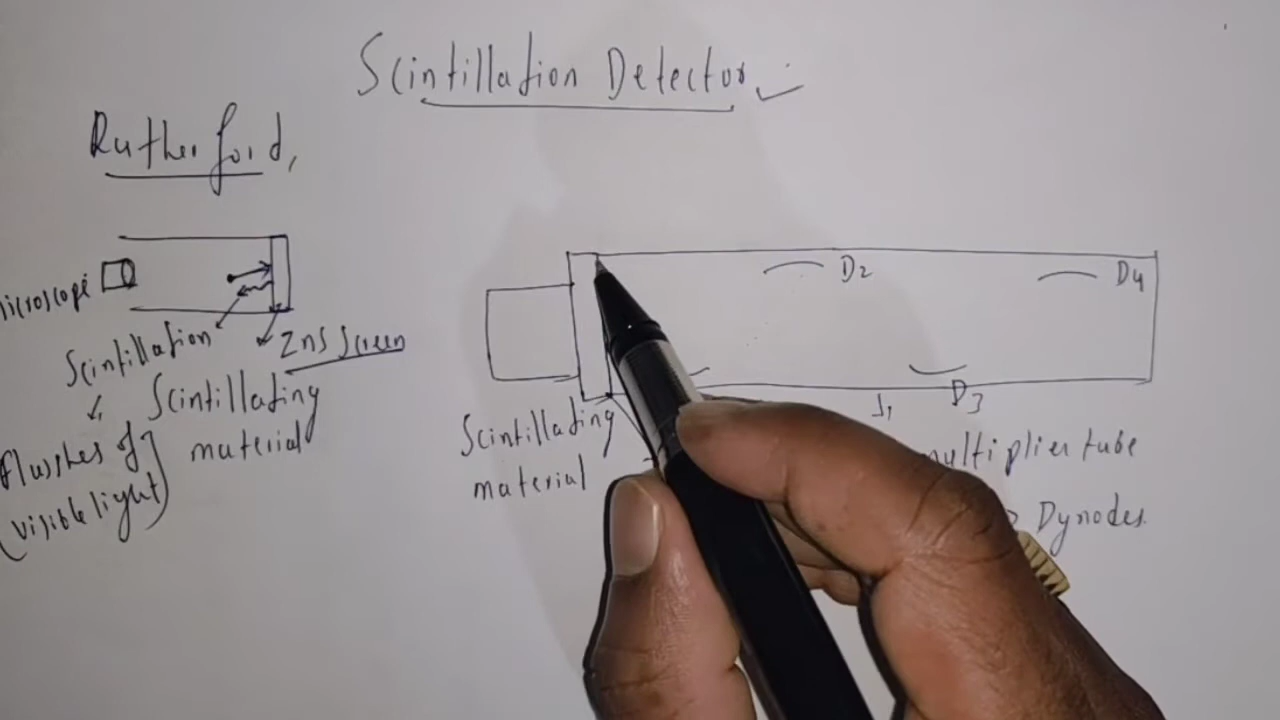 Scintillation Detector
Rutherford,
Microscope
Scintillation
ZnS Screen
Scintillating
material
Flashes of
(visible light)
D2
D4
D3
Scintillating
material
multiplier tube
Dynodes